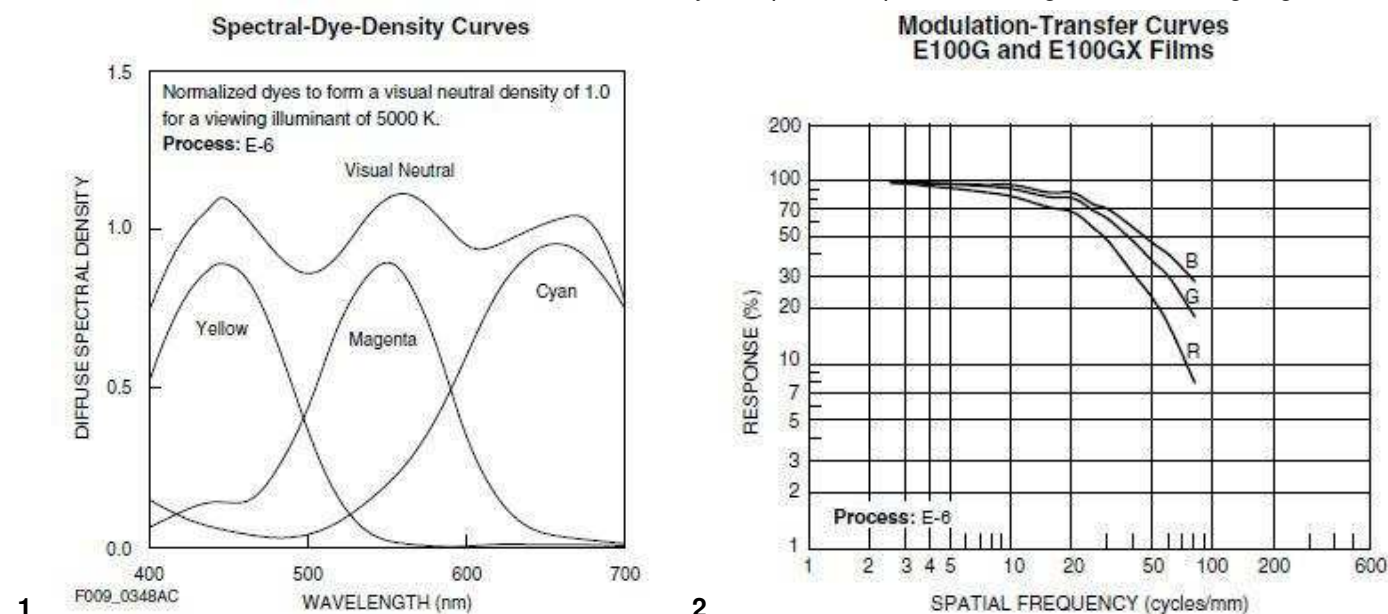 Spectral-Dye-Density Curves
1.5
Normalized dyes to form a visual neutral density of 1.0
for a viewing illuminant of 5000 K.
Process: E-6
Visual Neutral
1.0
Yellow
Magenta
Cyan
0.5
0.0
DIFFUSE SPECTRAL DENSITY
400 500 600 700
F009_0348AC
WAVELENGTH (nm)
1
Modulation-Transfer Curves
E100G and E100GX Films
200
100
70
50
30
20
10
7
5
3
2
1
RESPONSE (%)
B
G
R
Process: E-6
1 2 3 4 5 10 20 50 100 200 600
SPATIAL FREQUENCY (cycles/mm)
2